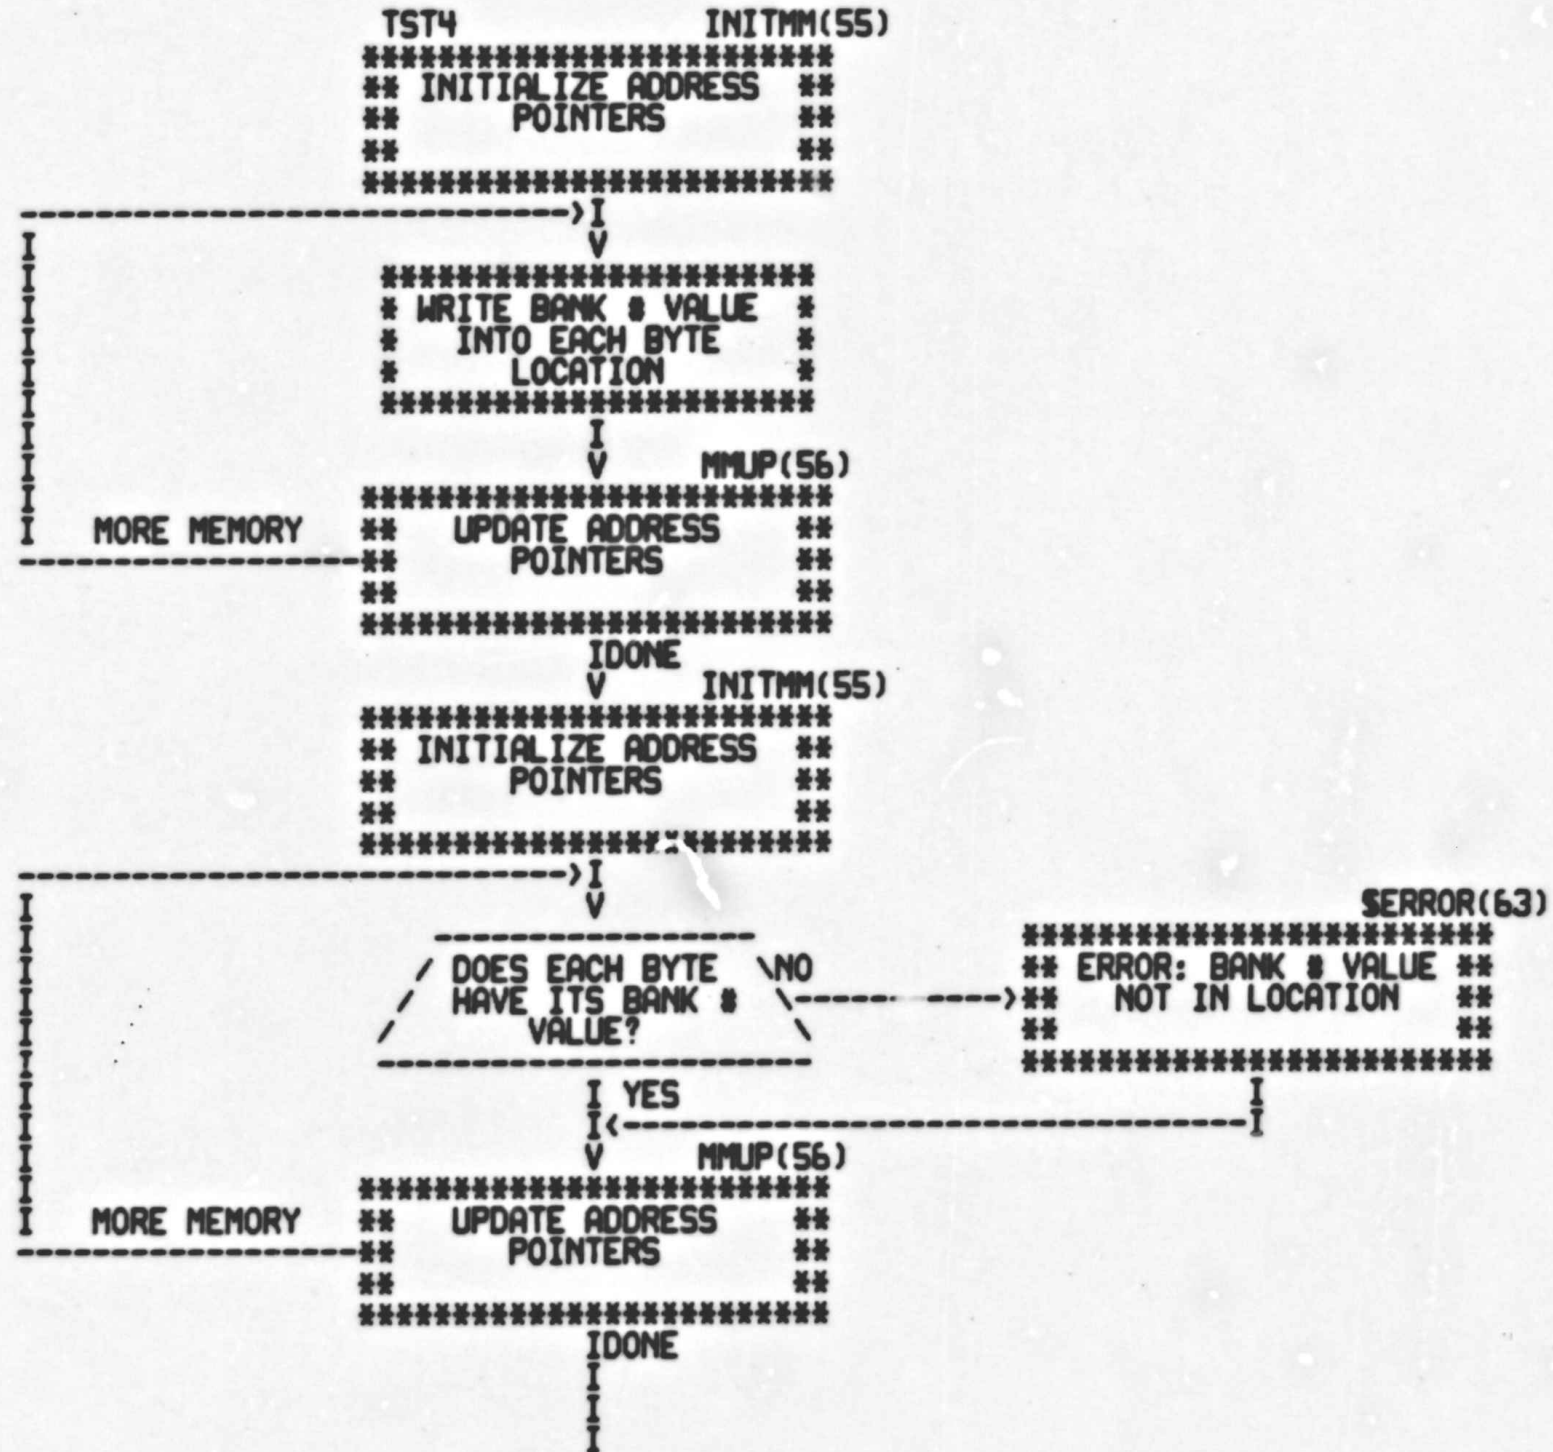 TST4 INITMM(55)
*************************
** INITIALIZE ADDRESS **
** POINTERS **
** **
*************************
------------------------------>I
I V
I ***********************
I * WRITE BANK # VALUE *
I * INTO EACH BYTE *
I * LOCATION *
I ***********************
I I
I V MMUP(56)
I *************************
I MORE MEMORY ** UPDATE ADDRESS **
-------------------** POINTERS **
** **
*************************
IDONE
V INITMM(55)
*************************
** INITIALIZE ADDRESS **
** POINTERS **
** **
*************************
------------------------------>I
I V $ERROR(63)
I ----------------- *************************
I / DOES EACH BYTE \NO ** ERROR: BANK # VALUE **
I / HAVE ITS BANK # \----------->** NOT IN LOCATION **
I / VALUE? \ ** **
I ----------------------- *************************
I I YES I
I I<----------------------------------I
I V MMUP(56)
I *************************
I MORE MEMORY ** UPDATE ADDRESS **
-------------------** POINTERS **
** **
*************************
IDONE
I
I
I